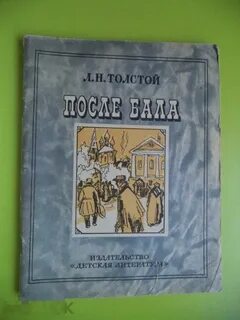 Л.Н.ТОЛСТОЙ
ПОСЛЕ БАЛА
ИЗДАТЕЛЬСТВО
«ДЕТСКАЯ ЛИТЕРАТУРА»